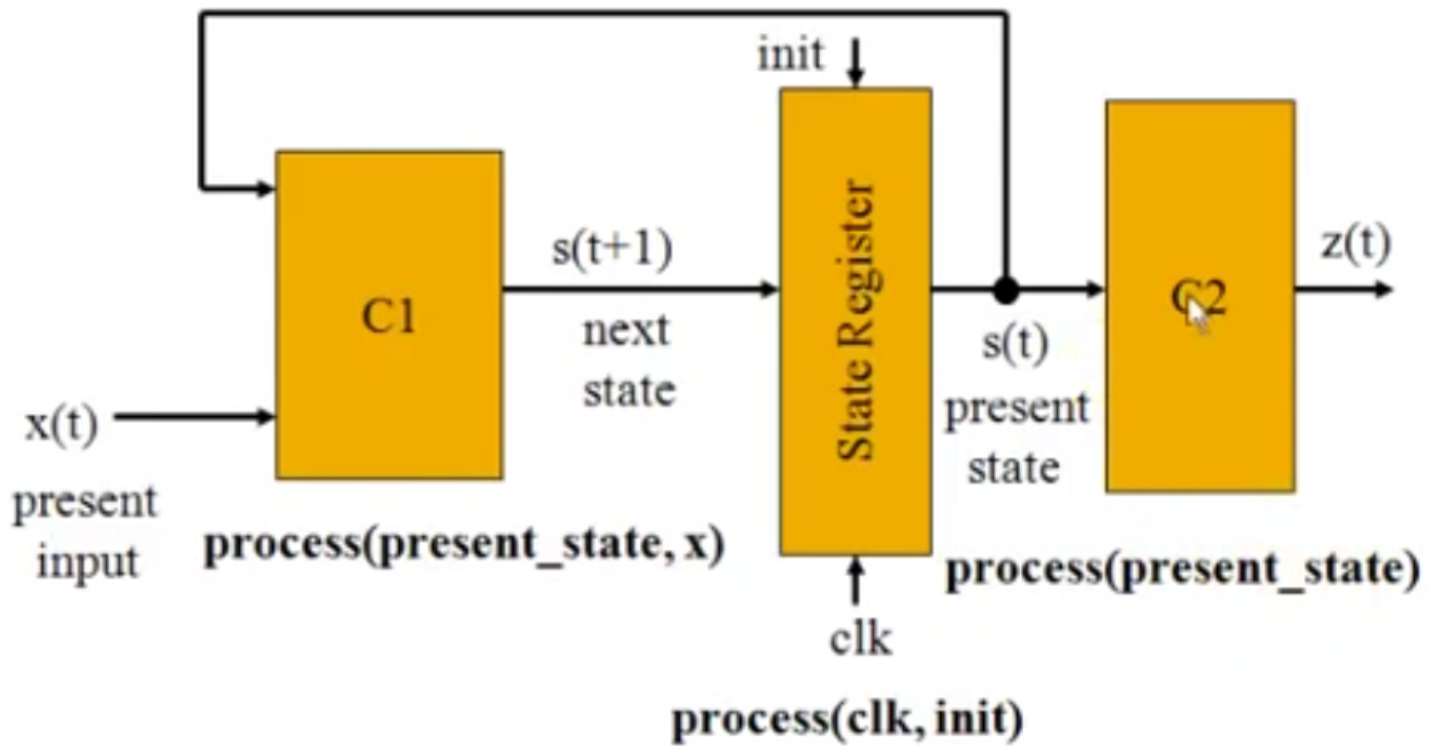 init
s(t+1)
z(t)
C1
State Register
C2
next
state
s(t)
x(t)
present
state
present
input
process(present_state, x)
process(present_state)
clk
process(clk, init)